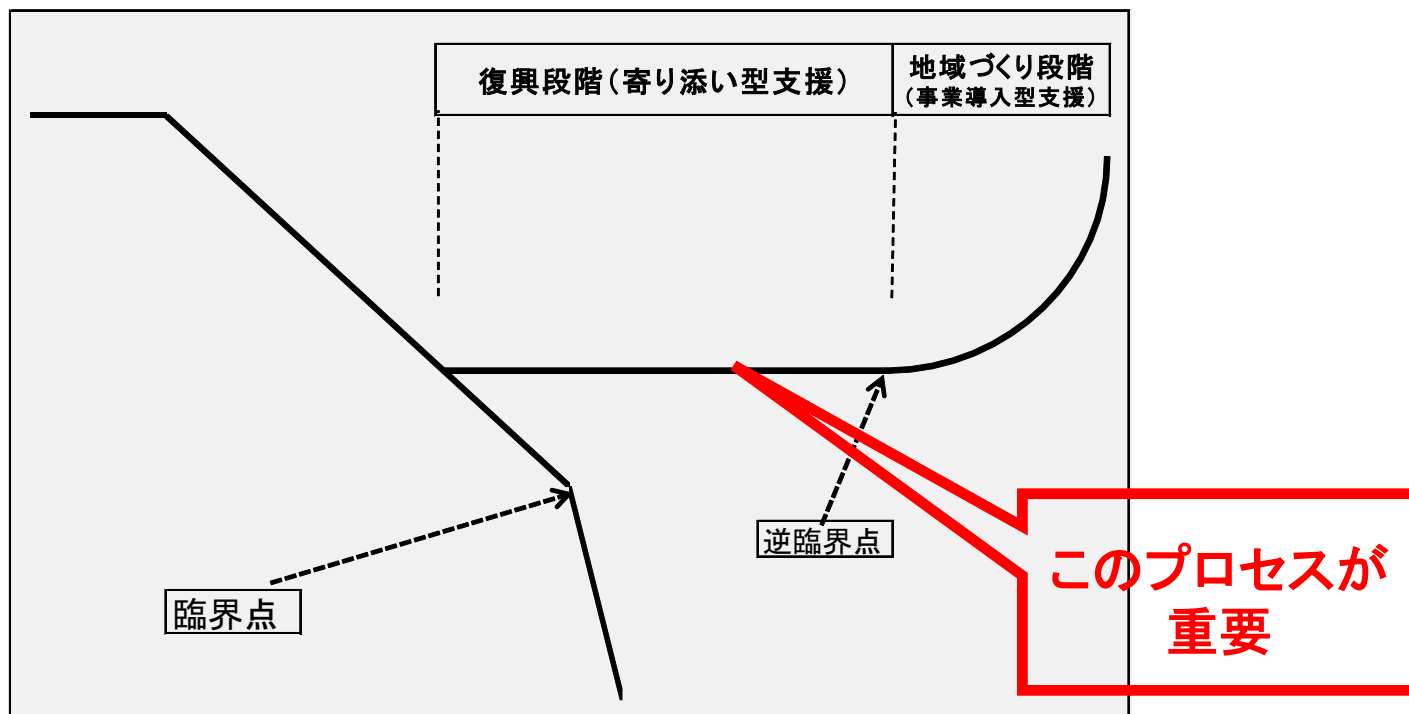 復興段階(寄り添い型支援)
地域づくり段階
(事業導入型支援)
逆臨界点
臨界点
このプロセスが
重要